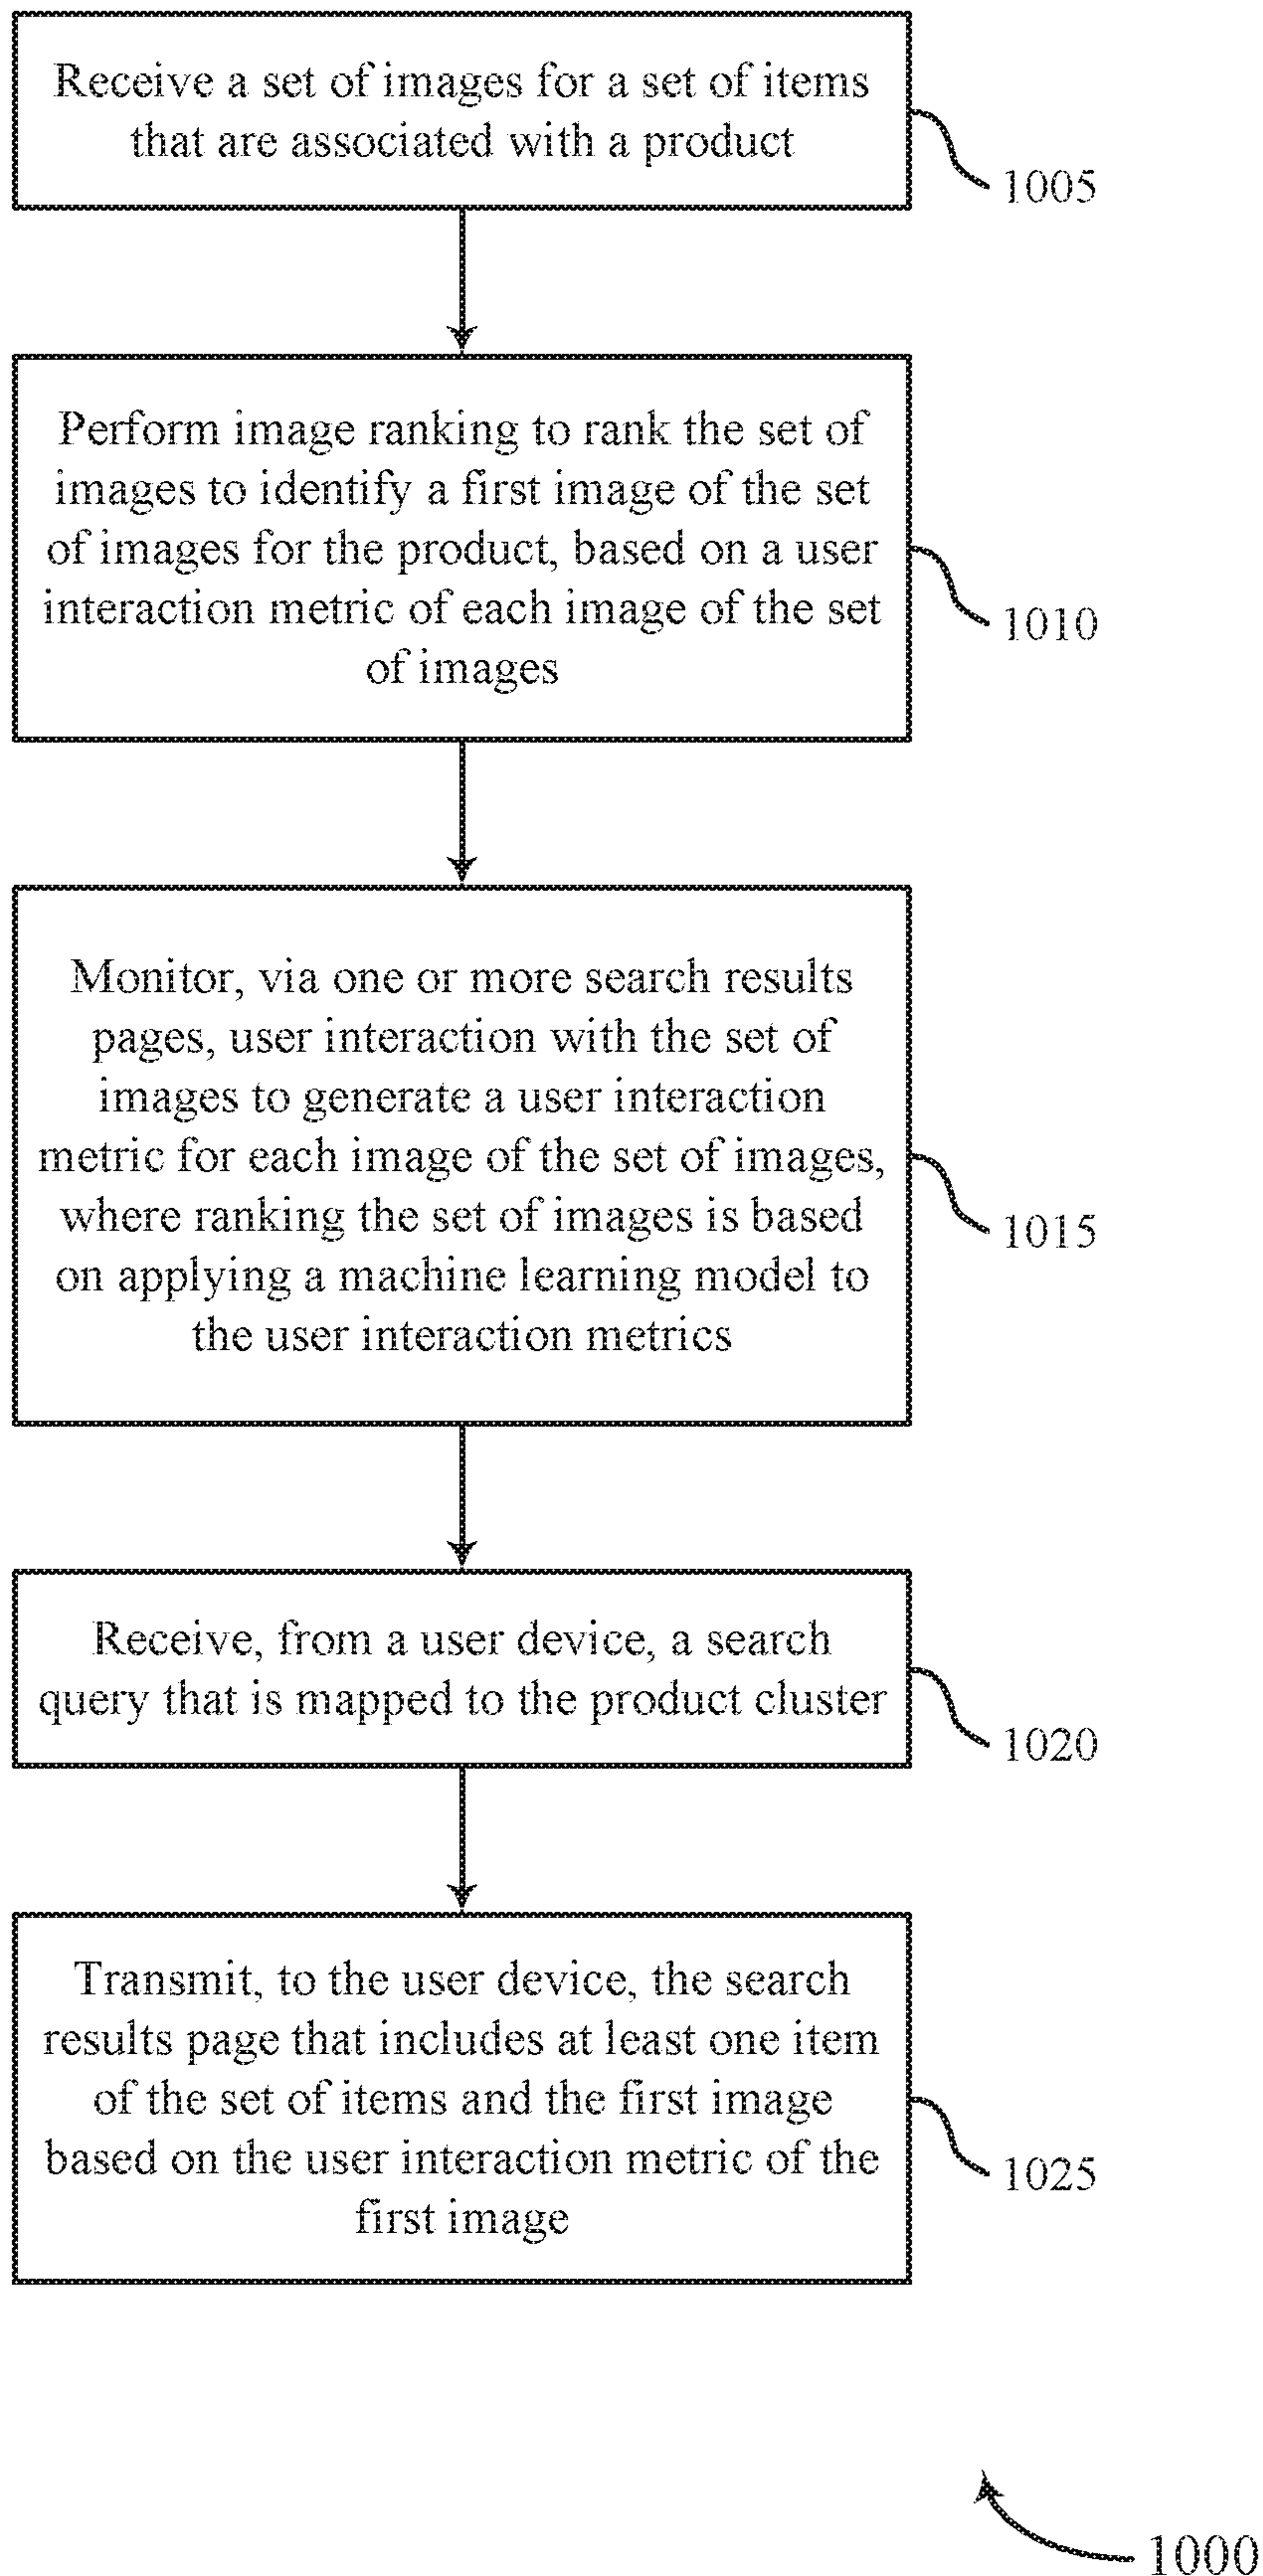 Receive a set of images for a set of items
that are associated with a product
1005
Perform image ranking to rank the set of
images to identify a first image of the set
of images for the product, based on a user
interaction metric of each image of the set
of images
1010
Monitor, via one or more search results
pages, user interaction with the set of
images to generate a user interaction
metric for each image of the set of images,
where ranking the set of images is based
on applying a machine learning model to
the user interaction metrics
1015
Receive, from a user device, a search
query that is mapped to the product cluster
1020
Transmit, to the user device, the search
results page that includes at least one item
of the set of items and the first image
based on the user interaction metric of the
first image
1025
1000